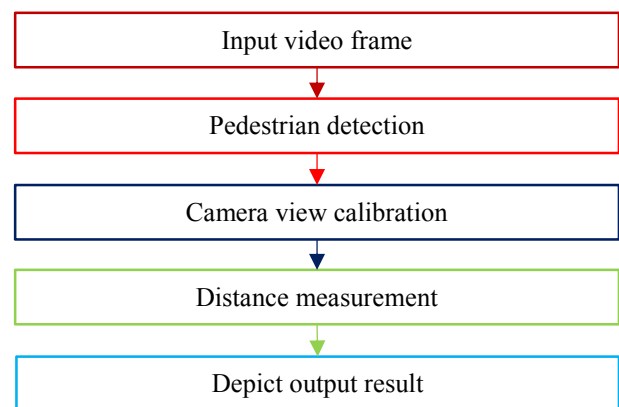 Input video frame
Pedestrian detection
Camera view calibration
Distance measurement
Depict output result